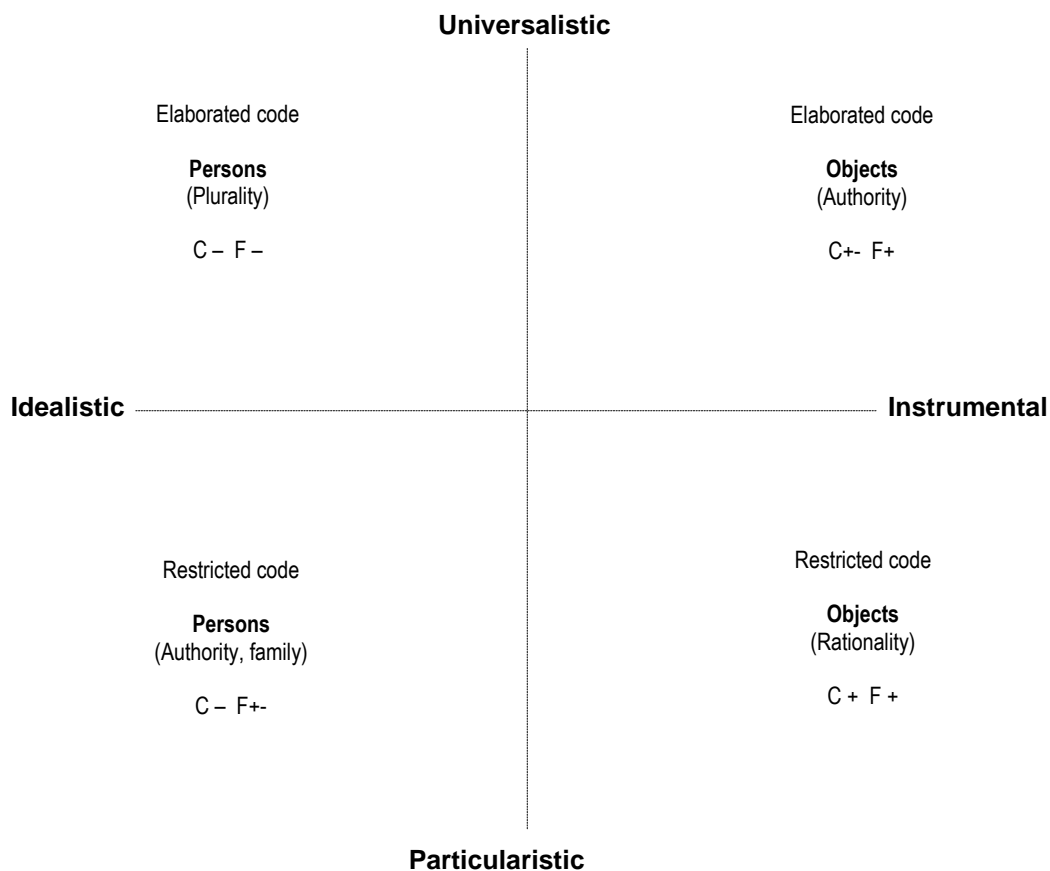 Universalistic
Elaborated code
Persons
(Plurality)
C – F –
Elaborated code
Objects
(Authority)
C+- F+
Idealistic
Instrumental
Restricted code
Persons
(Authority, family)
C – F+-
Restricted code
Objects
(Rationality)
C + F +
Particularistic